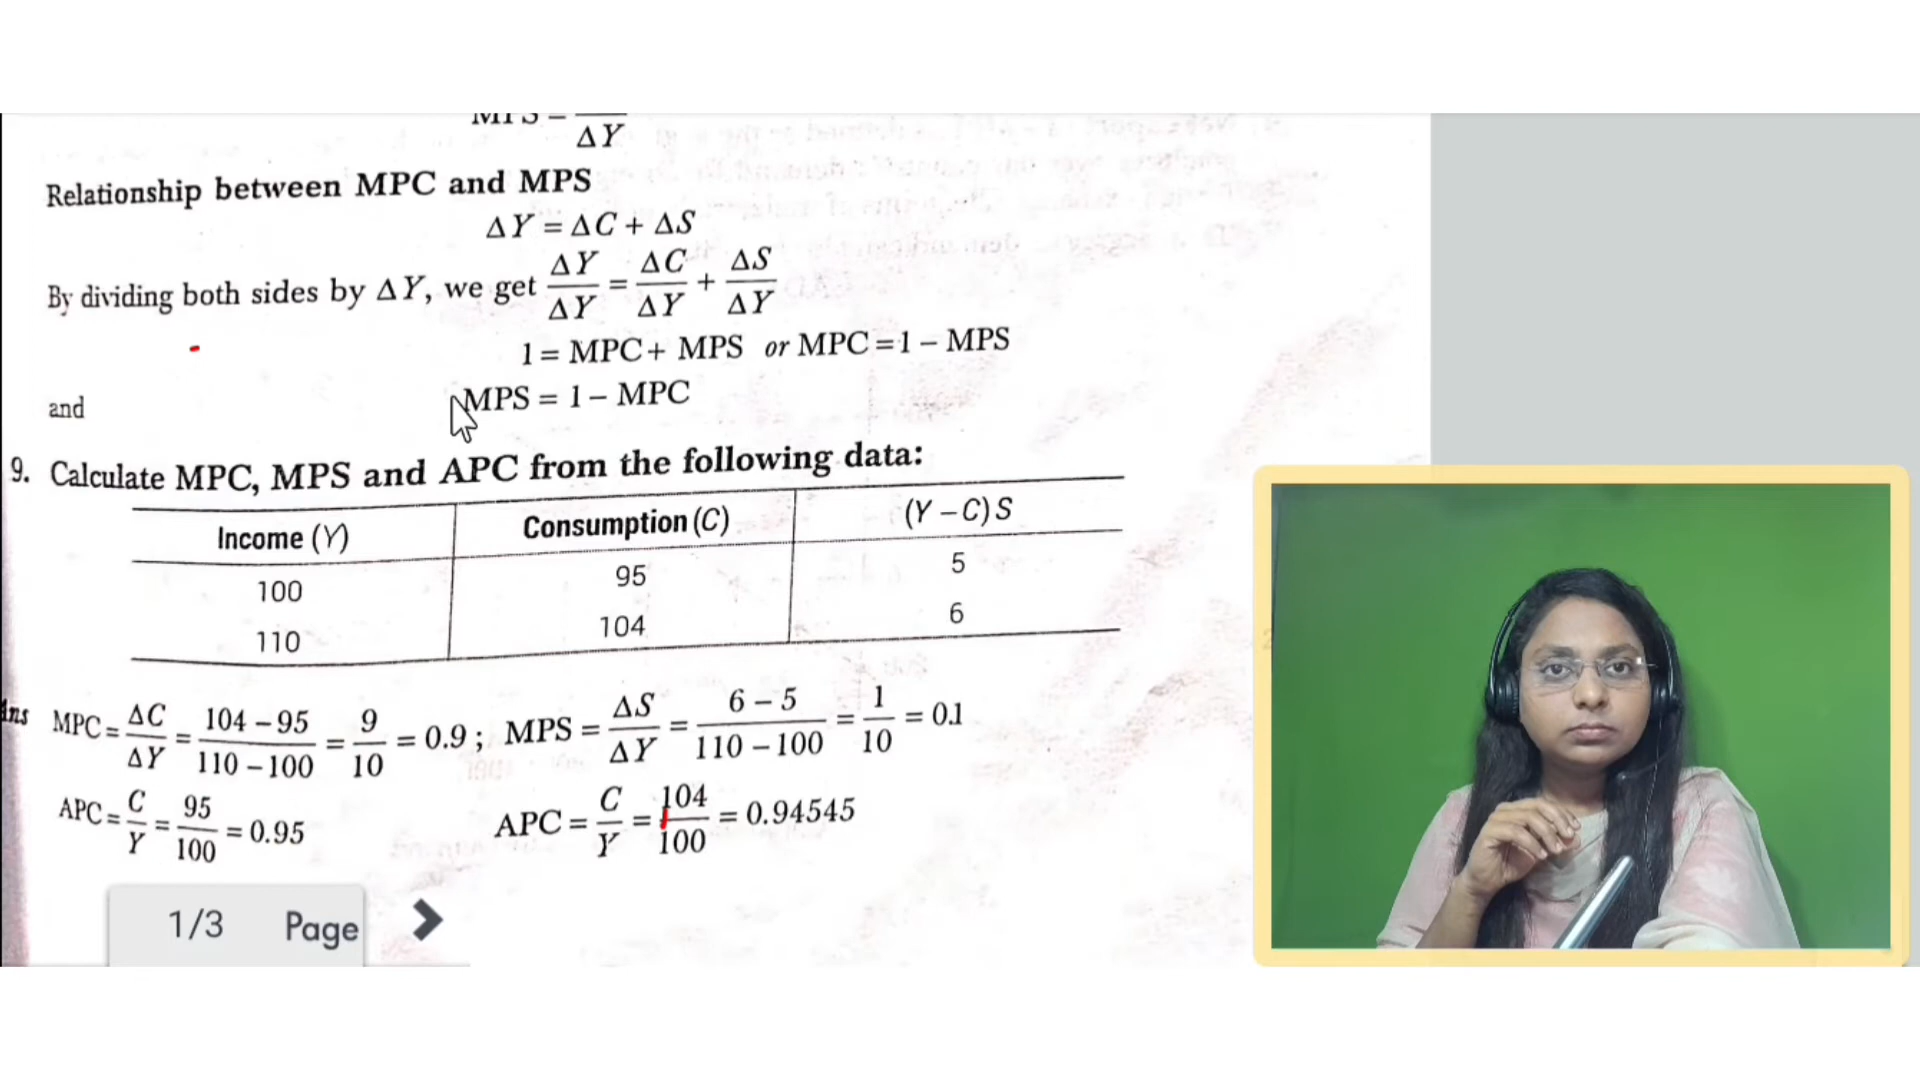 MPS = ΔY
Relationship between MPC and MPS
ΔY = ΔC + ΔS
By dividing both sides by ΔY, we get ΔY/ΔY = ΔC/ΔY + ΔS/ΔY
1 = MPC + MPS or MPC = 1 – MPS
and MPS = 1 – MPC
9. Calculate MPC, MPS and APC from the following data:
Income (Y) Consumption (C) (Y – C) S
100 95 5
110 104 6
Ans MPC = ΔC/ΔY = 104 – 95/110 – 100 = 9/10 = 0.9 ; MPS = ΔS/ΔY = 6 – 5/110 – 100 = 1/10 = 0.1
APC = C/Y = 95/100 = 0.95 APC = C/Y = 104/100 = 0.94545
1/3 Page